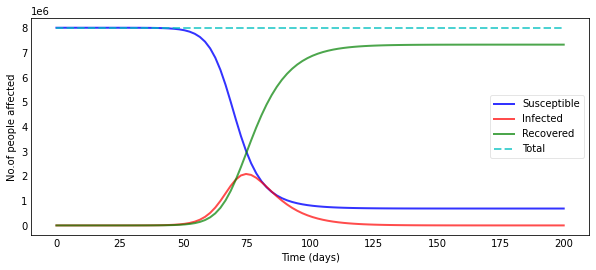 1e6
8
7
6
5
4
3
2
1
0
No.of people affected
Susceptible
Infected
Recovered
Total
0 25 50 75 100 125 150 175 200
Time (days)